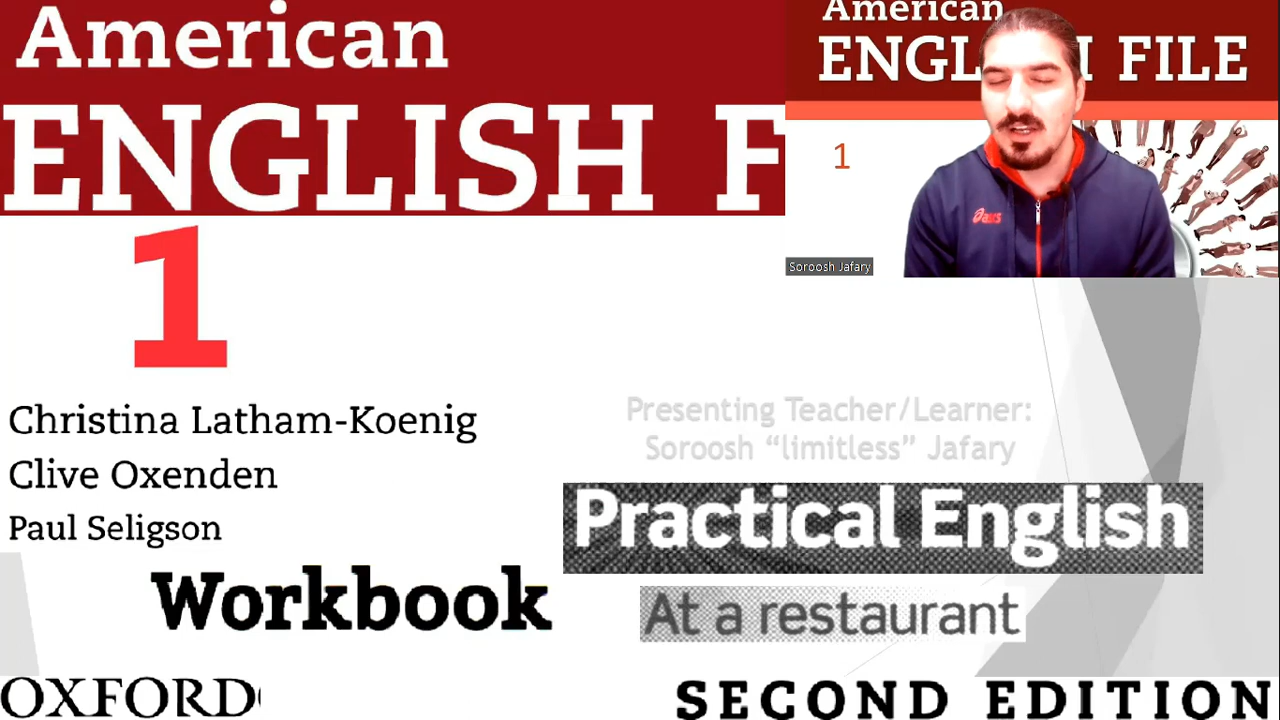 American
ENGLISH F
1
Christina Latham-Koenig
Clive Oxenden
Paul Seligson
Workbook
OXFORD
American
ENGL H FILE
1
asics
Soroosh Jafary
Presenting Teacher/Learner:
Soroosh “limitless” Jafary
Practical English
At a restaurant
SECOND EDITION